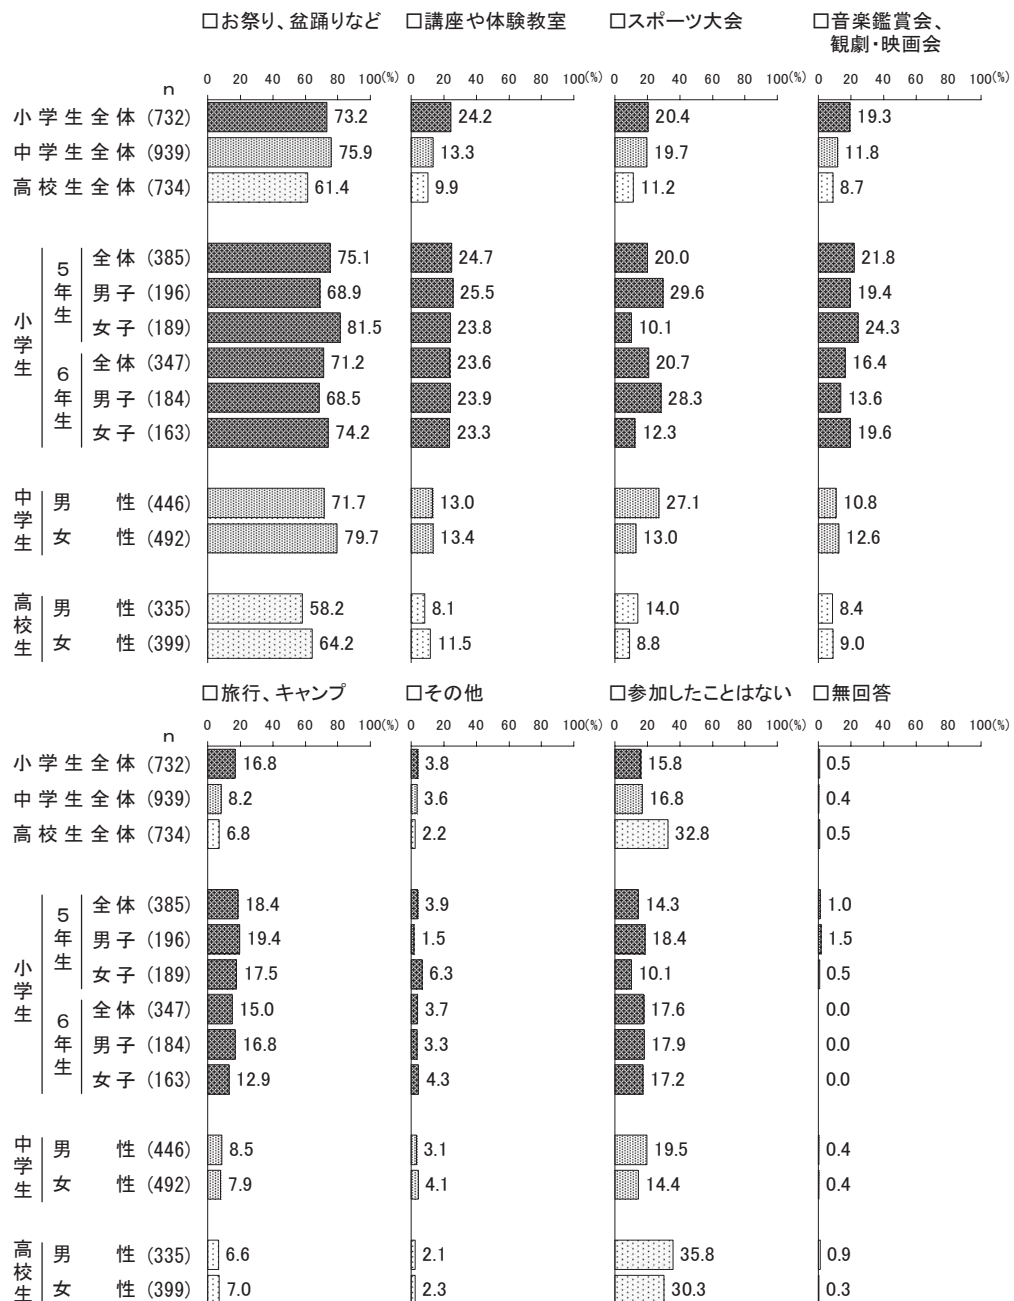 □お祭り、盆踊りなど □講座や体験教室 □スポーツ大会 □音楽鑑賞会、
観劇・映画会
0 20 40 60 80 100(%) 0 20 40 60 80 100(%) 0 20 40 60 80 100(%) 0 20 40 60 80 100(%)
n
小学生全体 (732) 73.2 24.2 20.4 19.3
中学生全体 (939) 75.9 13.3 19.7 11.8
高校生全体 (734) 61.4 9.9 11.2 8.7
小学生
5年生
全体 (385) 75.1 24.7 20.0 21.8
男子 (196) 68.9 25.5 29.6 19.4
女子 (189) 81.5 23.8 10.1 24.3
6年生
全体 (347) 71.2 23.6 20.7 16.4
男子 (184) 68.5 23.9 28.3 13.6
女子 (163) 74.2 23.3 12.3 19.6
中学生
男性 (446) 71.7 13.0 27.1 10.8
女性 (492) 79.7 13.4 13.0 12.6
高校生
男性 (335) 58.2 8.1 14.0 8.4
女性 (399) 64.2 11.5 8.8 9.0
□旅行、キャンプ □その他 □参加したことはない □無回答
0 20 40 60 80 100(%) 0 20 40 60 80 100(%) 0 20 40 60 80 100(%) 0 20 40 60 80 100(%)
n
小学生全体 (732) 16.8 3.8 15.8 0.5
中学生全体 (939) 8.2 3.6 16.8 0.4
高校生全体 (734) 6.8 2.2 32.8 0.5
小学生
5年生
全体 (385) 18.4 3.9 14.3 1.0
男子 (196) 19.4 1.5 18.4 1.5
女子 (189) 17.5 6.3 10.1 0.5
6年生
全体 (347) 15.0 3.7 17.6 0.0
男子 (184) 16.8 3.3 17.9 0.0
女子 (163) 12.9 4.3 17.2 0.0
中学生
男性 (446) 8.5 3.1 19.5 0.4
女性 (492) 7.9 4.1 14.4 0.4
高校生
男性 (335) 6.6 2.1 35.8 0.9
女性 (399) 7.0 2.3 30.3 0.3